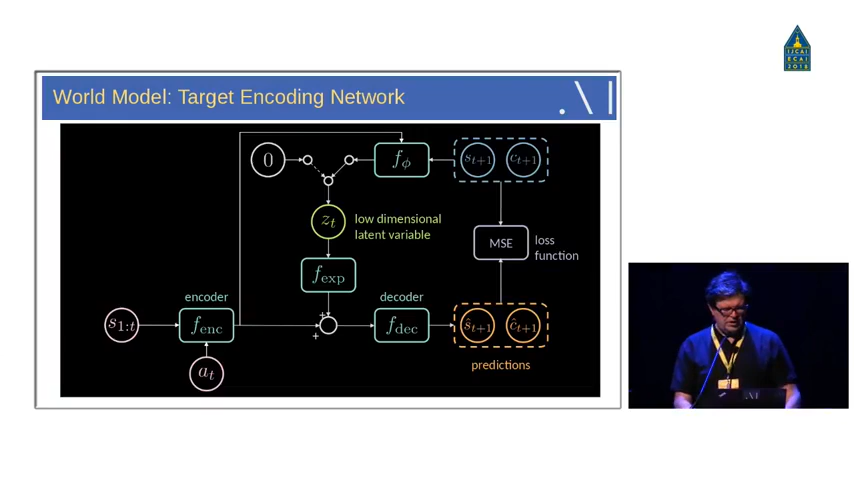 IJCAI
ECAI
2018
World Model: Target Encoding Network
. \ |
0
fϕ
st+1
ct+1
zt
low dimensional
latent variable
MSE
loss
function
fexp
encoder
decoder
s1:t
fenc
+
+
fdec
ŝt+1
ĉt+1
at
predictions